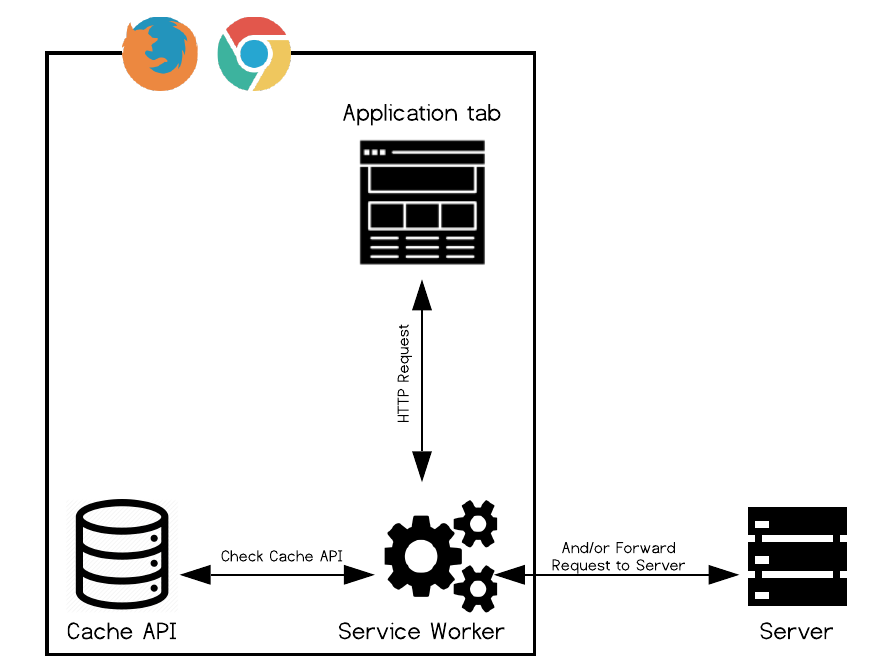 Application tab
HTTP Request
Check Cache API
And/or Forward
Request to Server
Cache API
Service Worker
Server